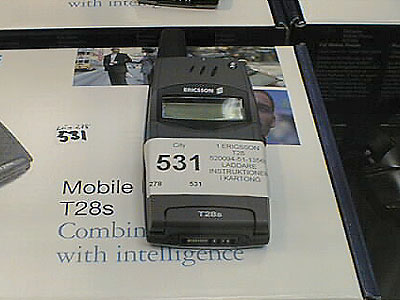 with intelligence
ERICSSON
531
City
531
278
531
1 ERICSSON
T28
520094-51-1356
LADDARE
INSTRUKTIONER
I KARTONG
Mobile
T28s
T28s
Combin
with intelligence